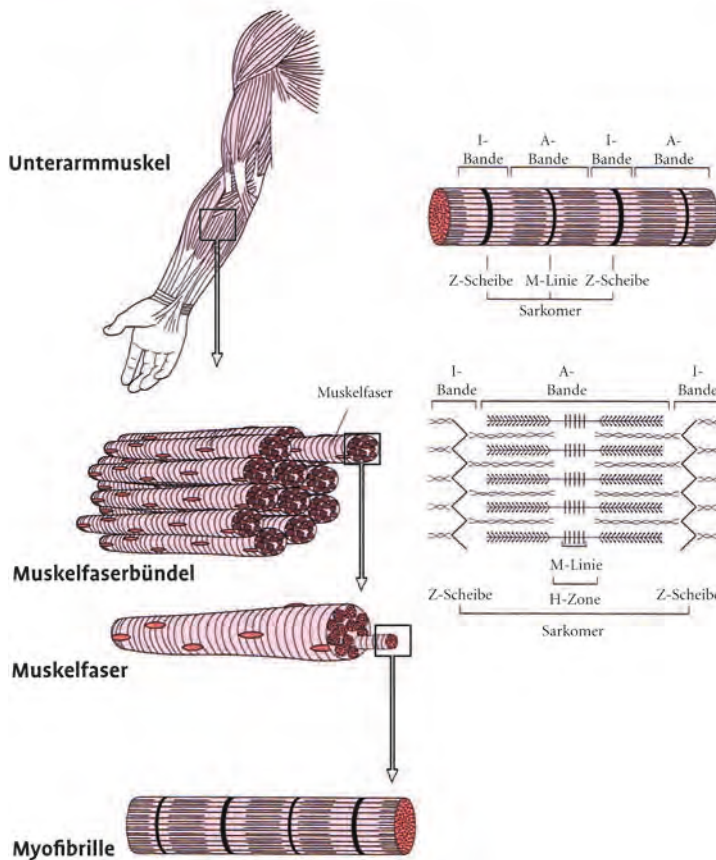 Unterarmmuskel
Muskelfaser
Muskelfaserbündel
Muskelfaser
Myofibrille
I- A- I- A-
Bande Bande Bande Bande
Z-Scheibe M-Linie Z-Scheibe
Sarkomer
I- A- I-
Bande Bande Bande
M-Linie
Z-Scheibe H-Zone Z-Scheibe
Sarkomer